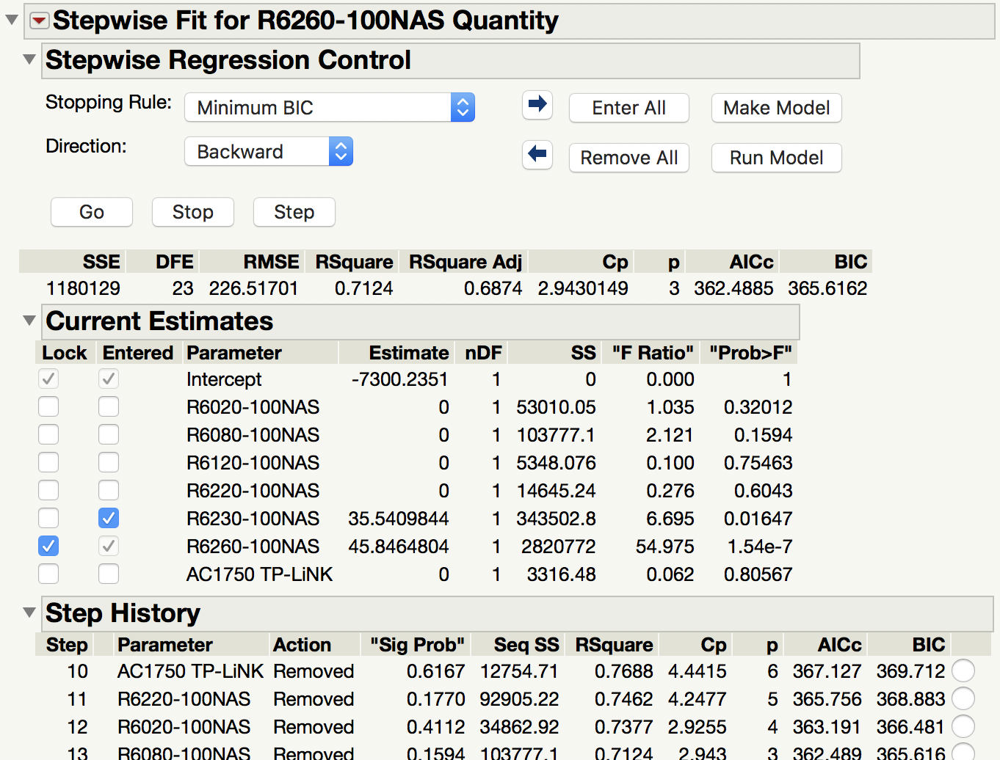 Stepwise Fit for R6260-100NAS Quantity
Stepwise Regression Control
Stopping Rule: Minimum BIC Enter All Make Model
Direction: Backward Remove All Run Model
Go Stop Step
SSE DFE RMSE RSquare RSquare Adj Cp p AICc BIC
1180129 23 226.51701 0.7124 0.6874 2.9430149 3 362.4885 365.6162
Current Estimates
Lock Entered Parameter Estimate nDF SS "F Ratio" "Prob>F"
Intercept -7300.2351 1 0 0.000 1
R6020-100NAS 0 1 53010.05 1.035 0.32012
R6080-100NAS 0 1 103777.1 2.121 0.1594
R6120-100NAS 0 1 5348.076 0.100 0.75463
R6220-100NAS 0 1 14645.24 0.276 0.6043
R6230-100NAS 35.5409844 1 343502.8 6.695 0.01647
R6260-100NAS 45.8464804 1 2820772 54.975 1.54e-7
AC1750 TP-LiNK 0 1 3316.48 0.062 0.80567
Step History
Step Parameter Action "Sig Prob" Seq SS RSquare Cp p AICc BIC
10 AC1750 TP-LiNK Removed 0.6167 12754.71 0.7688 4.4415 6 367.127 369.712
11 R6220-100NAS Removed 0.1770 92905.22 0.7462 4.2477 5 365.756 368.883
12 R6020-100NAS Removed 0.4112 34862.92 0.7377 2.9255 4 363.191 366.481
13 R6080-100NAS Removed 0.1594 103777.1 0.7124 2.943 3 362.489 365.616